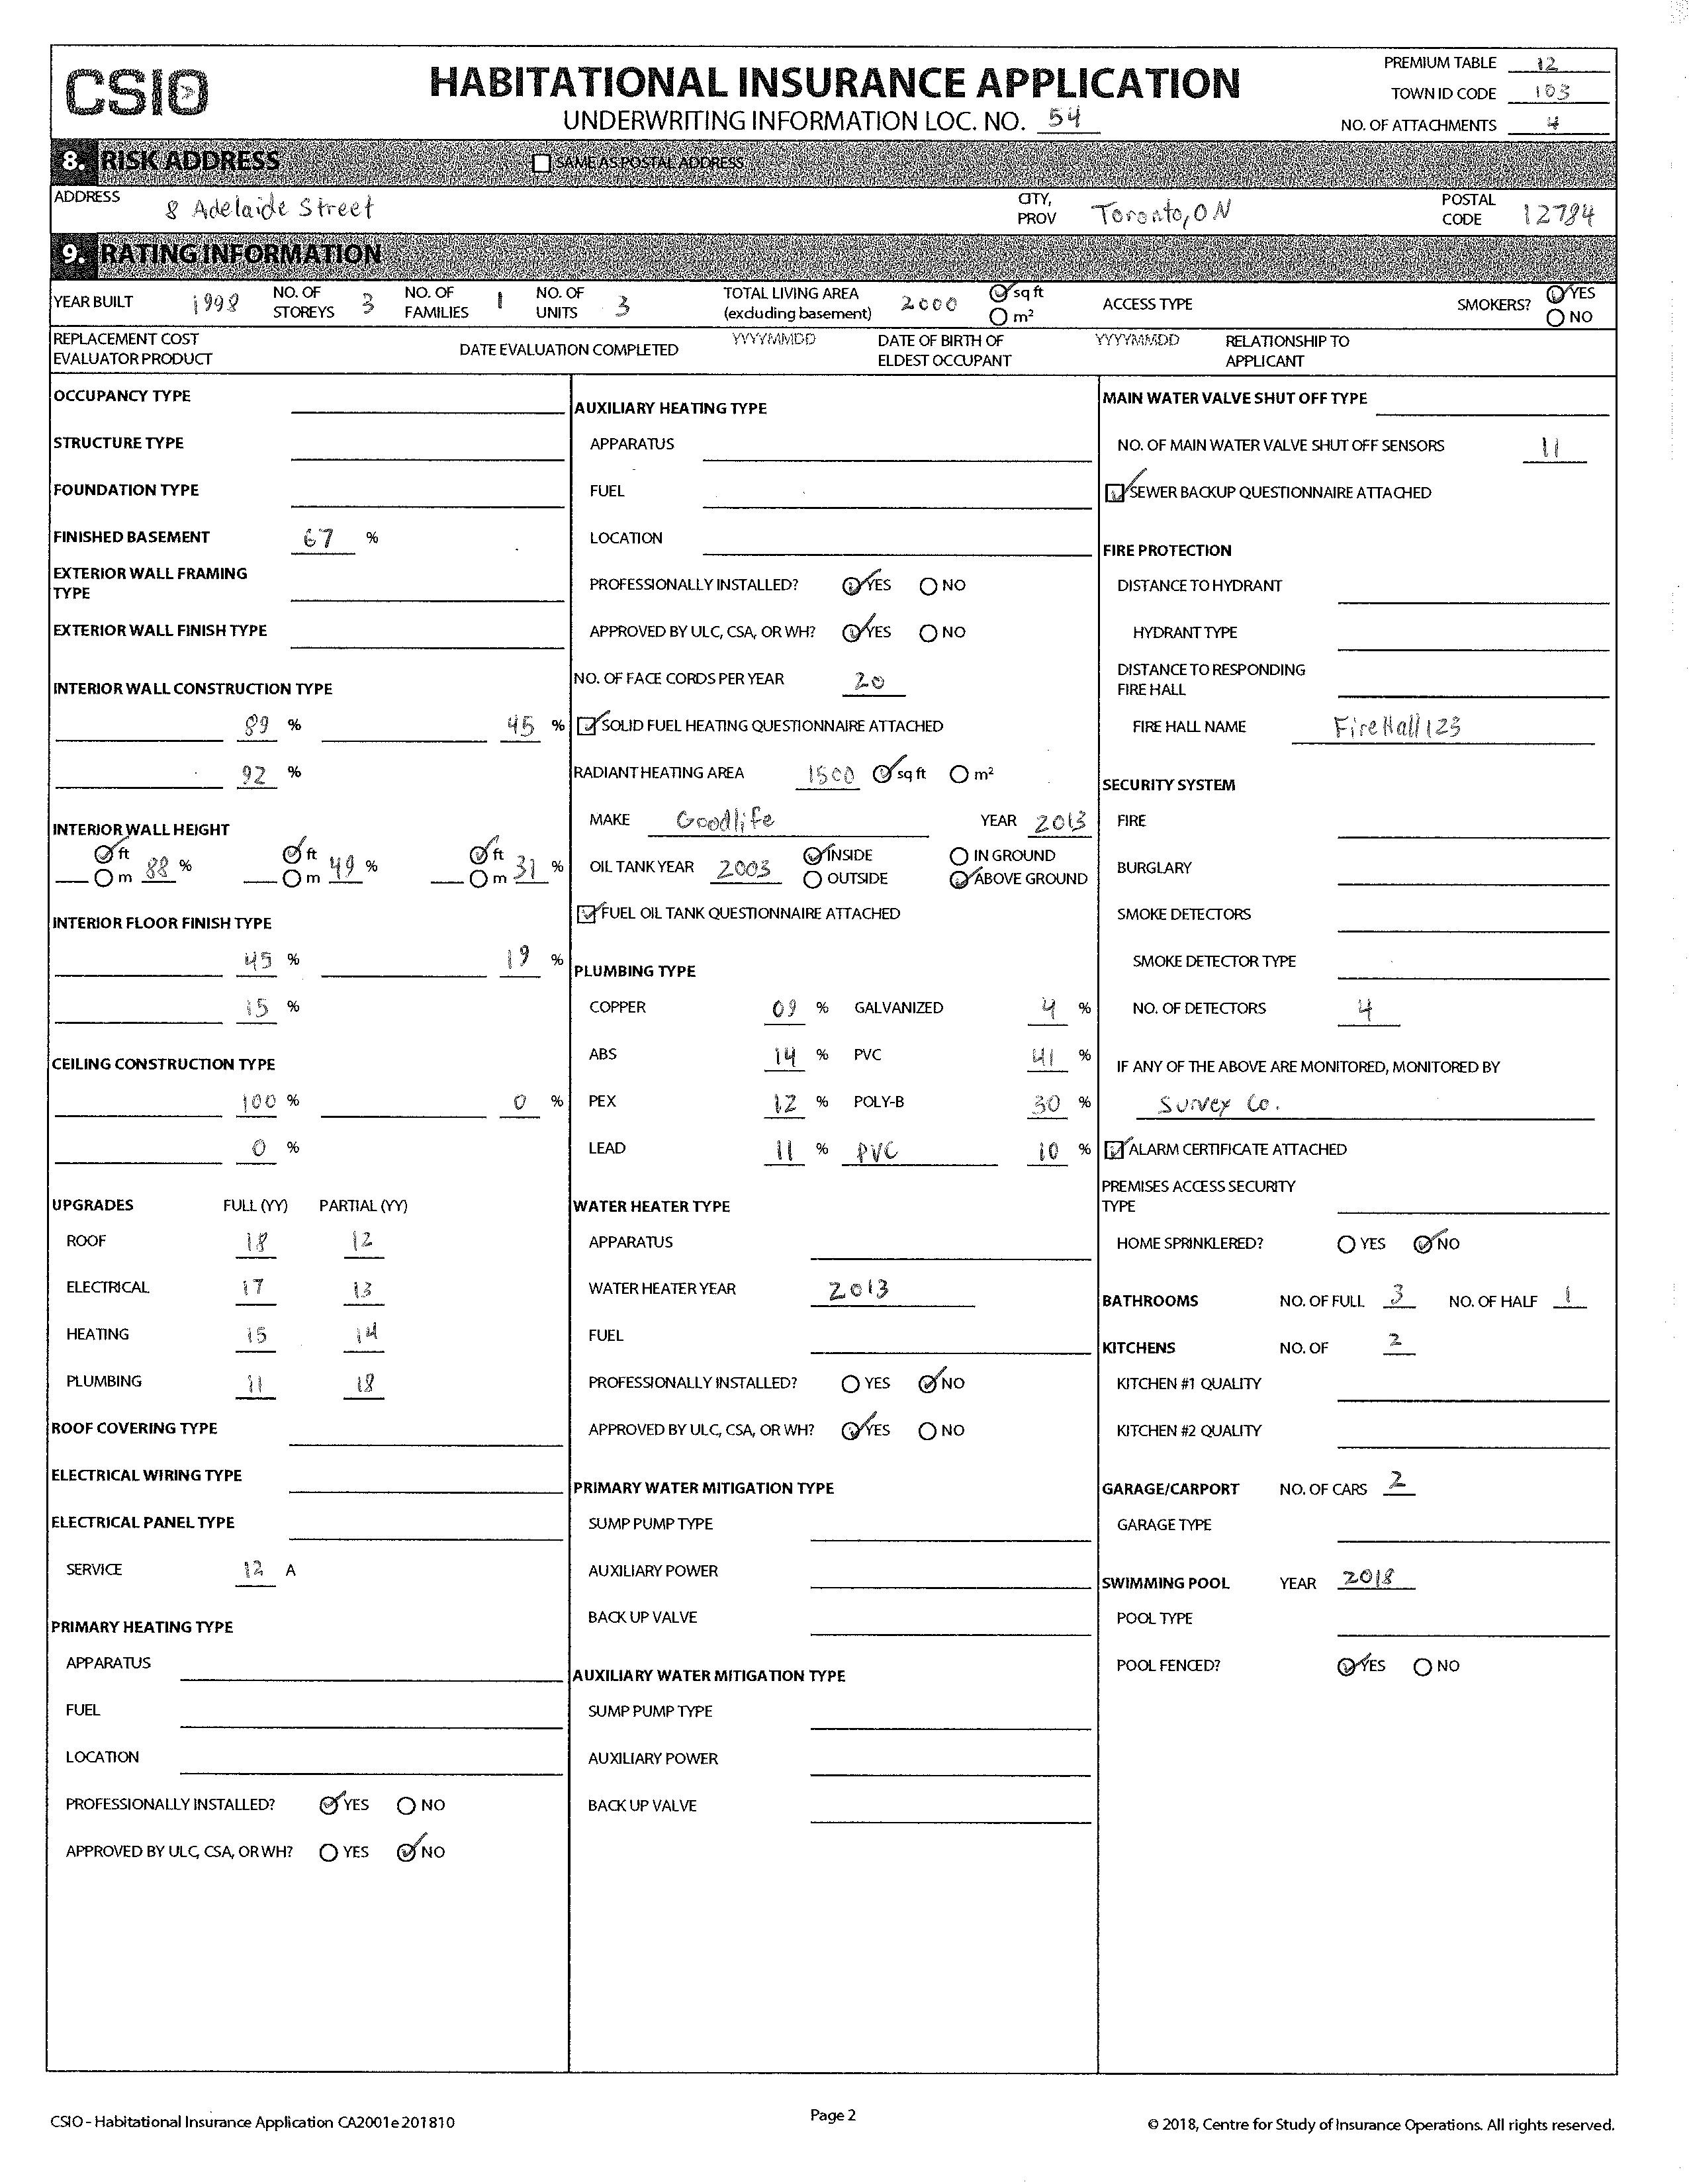 CSIO
HABITATIONAL INSURANCE APPLICATION
UNDERWRITING INFORMATION LOC. NO. 54
PREMIUM TABLE 12
TOWN ID CODE 103
NO. OF ATTACHMENTS 4
8. RISK ADDRESS SAME AS POSTAL ADDRESS
ADDRESS 8 Adelaide Street CITY, PROV Toronto, ON POSTAL CODE 12784
9. RATING INFORMATION
YEAR BUILT 1998 NO. OF STOREYS 3 NO. OF FAMILIES 1 NO. OF UNITS 3 TOTAL LIVING AREA (excluding basement) 2000 sq ft m² ACCESS TYPE SMOKERS? YES NO
REPLACEMENT COST EVALUATOR PRODUCT DATE EVALUATION COMPLETED YYYYMMDD DATE OF BIRTH OF ELDEST OCCUPANT YYYYMMDD RELATIONSHIP TO APPLICANT
OCCUPANCY TYPE
STRUCTURE TYPE
FOUNDATION TYPE
FINISHED BASEMENT 67 %
EXTERIOR WALL FRAMING
TYPE
EXTERIOR WALL FINISH TYPE
INTERIOR WALL CONSTRUCTION TYPE
89 % 45 %
92 %
INTERIOR WALL HEIGHT
ft m 88 % ft m 49 % ft m 31 %
INTERIOR FLOOR FINISH TYPE
45 % 19 %
15 %
CEILING CONSTRUCTION TYPE
100 % 0 %
0 %
UPGRADES FULL (YY) PARTIAL (YY)
ROOF 18 12
ELECTRICAL 17 13
HEATING 15 14
PLUMBING 11 18
ROOF COVERING TYPE
ELECTRICAL WIRING TYPE
ELECTRICAL PANEL TYPE
SERVICE 12 A
PRIMARY HEATING TYPE
APPARATUS
FUEL
LOCATION
PROFESSIONALLY INSTALLED? YES NO
APPROVED BY ULC, CSA, OR WH? YES NO
AUXILIARY HEATING TYPE
APPARATUS
FUEL
LOCATION
PROFESSIONALLY INSTALLED? YES NO
APPROVED BY ULC, CSA, OR WH? YES NO
NO. OF FACE CORDS PER YEAR 20
SOLID FUEL HEATING QUESTIONNAIRE ATTACHED
RADIANT HEATING AREA 1500 sq ft m²
MAKE Goodlife YEAR 2013
OIL TANK YEAR 2003 INSIDE OUTSIDE IN GROUND ABOVE GROUND
FUEL OIL TANK QUESTIONNAIRE ATTACHED
PLUMBING TYPE
COPPER 09 % GALVANIZED 4 %
ABS 14 % PVC 41 %
PEX 12 % POLY-B 30 %
LEAD 11 % PVC 10 %
WATER HEATER TYPE
APPARATUS
WATER HEATER YEAR 2013
FUEL
PROFESSIONALLY INSTALLED? YES NO
APPROVED BY ULC, CSA, OR WH? YES NO
PRIMARY WATER MITIGATION TYPE
SUMP PUMP TYPE
AUXILIARY POWER
BACK UP VALVE
AUXILIARY WATER MITIGATION TYPE
SUMP PUMP TYPE
AUXILIARY POWER
BACK UP VALVE
MAIN WATER VALVE SHUT OFF TYPE
NO. OF MAIN WATER VALVE SHUT OFF SENSORS 11
SEWER BACKUP QUESTIONNAIRE ATTACHED
FIRE PROTECTION
DISTANCE TO HYDRANT
HYDRANT TYPE
DISTANCE TO RESPONDING
FIRE HALL
FIRE HALL NAME FireHall123
SECURITY SYSTEM
FIRE
BURGLARY
SMOKE DETECTORS
SMOKE DETECTOR TYPE
NO. OF DETECTORS 4
IF ANY OF THE ABOVE ARE MONITORED, MONITORED BY
Survex Co.
ALARM CERTIFICATE ATTACHED
PREMISES ACCESS SECURITY
TYPE
HOME SPRINKLERED? YES NO
BATHROOMS NO. OF FULL 3 NO. OF HALF 1
KITCHENS NO. OF 2
KITCHEN #1 QUALITY
KITCHEN #2 QUALITY
GARAGE/CARPORT NO. OF CARS 2
GARAGE TYPE
SWIMMING POOL YEAR 2018
POOL TYPE
POOL FENCED? YES NO
CSIO - Habitational Insurance Application CA2001e 201810
Page 2
© 2018, Centre for Study of Insurance Operations. All rights reserved.